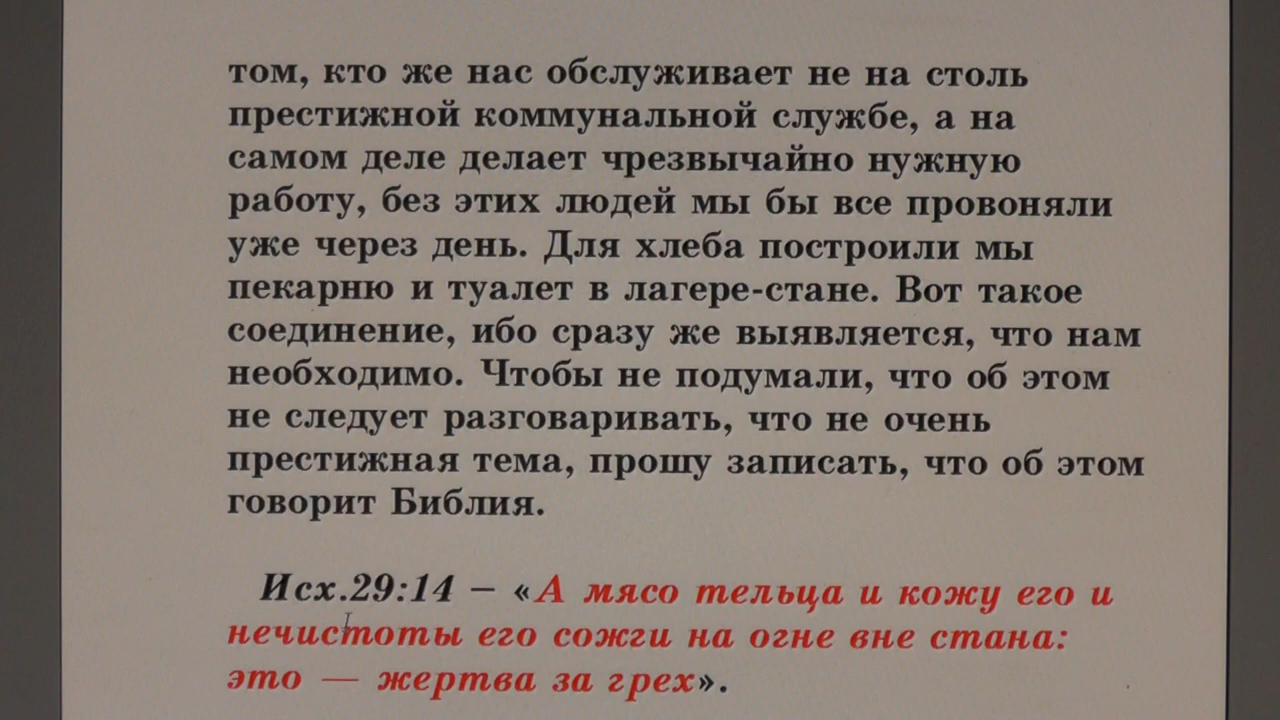 том, кто же нас обслуживает не на столь
престижной коммунальной службе, а на
самом деле делает чрезвычайно нужную
работу, без этих людей мы бы все провоняли
уже через день. Для хлеба построили мы
пекарню и туалет в лагере-стане. Вот такое
соединение, ибо сразу же выявляется, что нам
необходимо. Чтобы не подумали, что об этом
не следует разговаривать, что не очень
престижная тема, прошу записать, что об этом
говорит Библия.
Исх.29:14 – «А мясо тельца и кожу его и
нечистоты его сожги на огне вне стана:
это — жертва за грех».